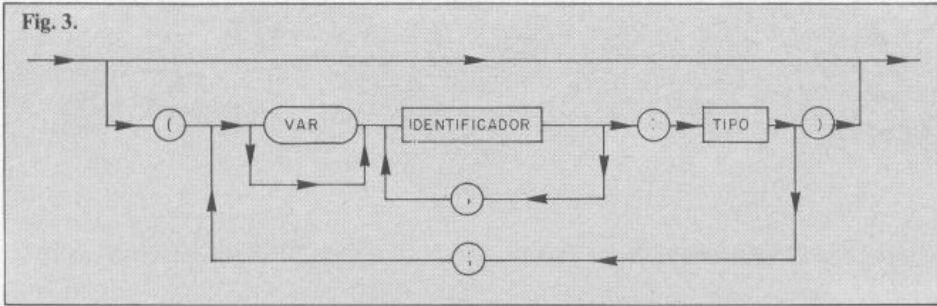 Fig. 3.
( VAR IDENTIFICADOR : TIPO )
,
;